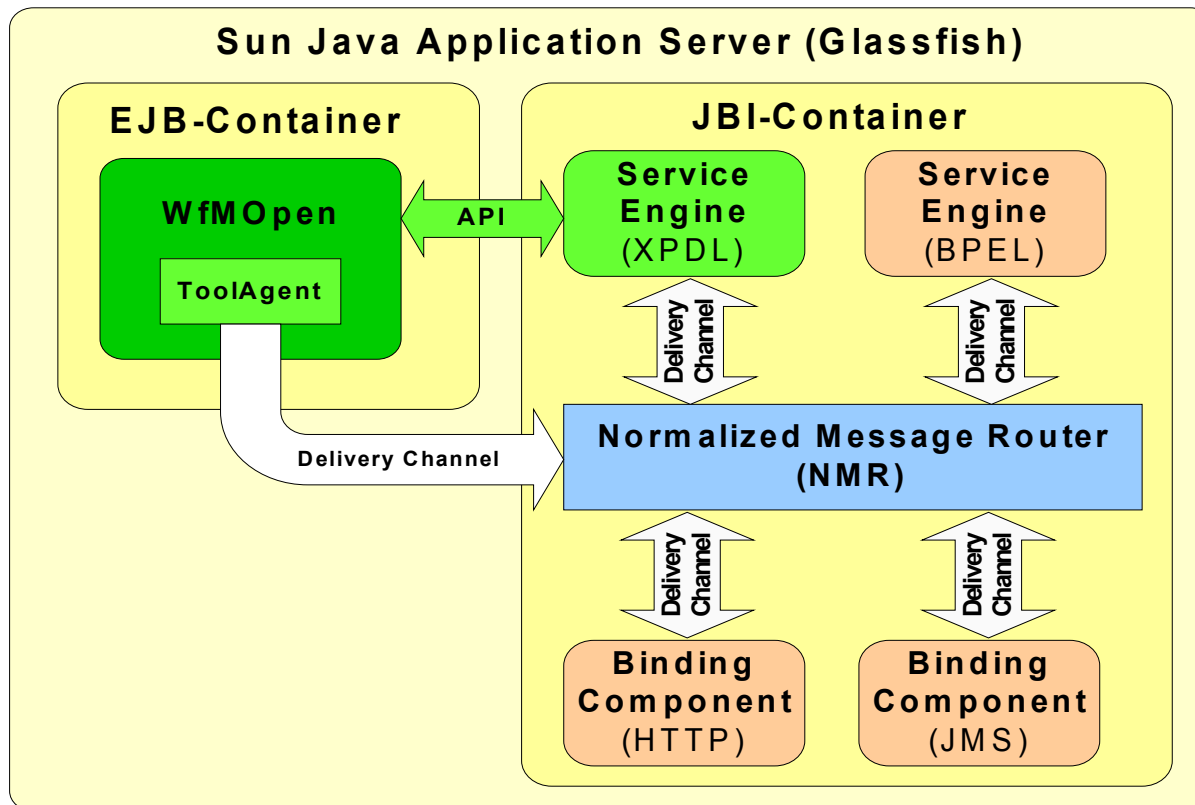 Sun Java Application Server (Glassfish)
EJB-Container
WfMOpen
ToolAgent
API
JBI-Container
Service
Engine
(XPDL)
Service
Engine
(BPEL)
Delivery
Channel
Delivery
Channel
Normalized Message Router
(NMR)
Delivery Channel
Delivery
Channel
Delivery
Channel
Binding
Component
(HTTP)
Binding
Component
(JMS)